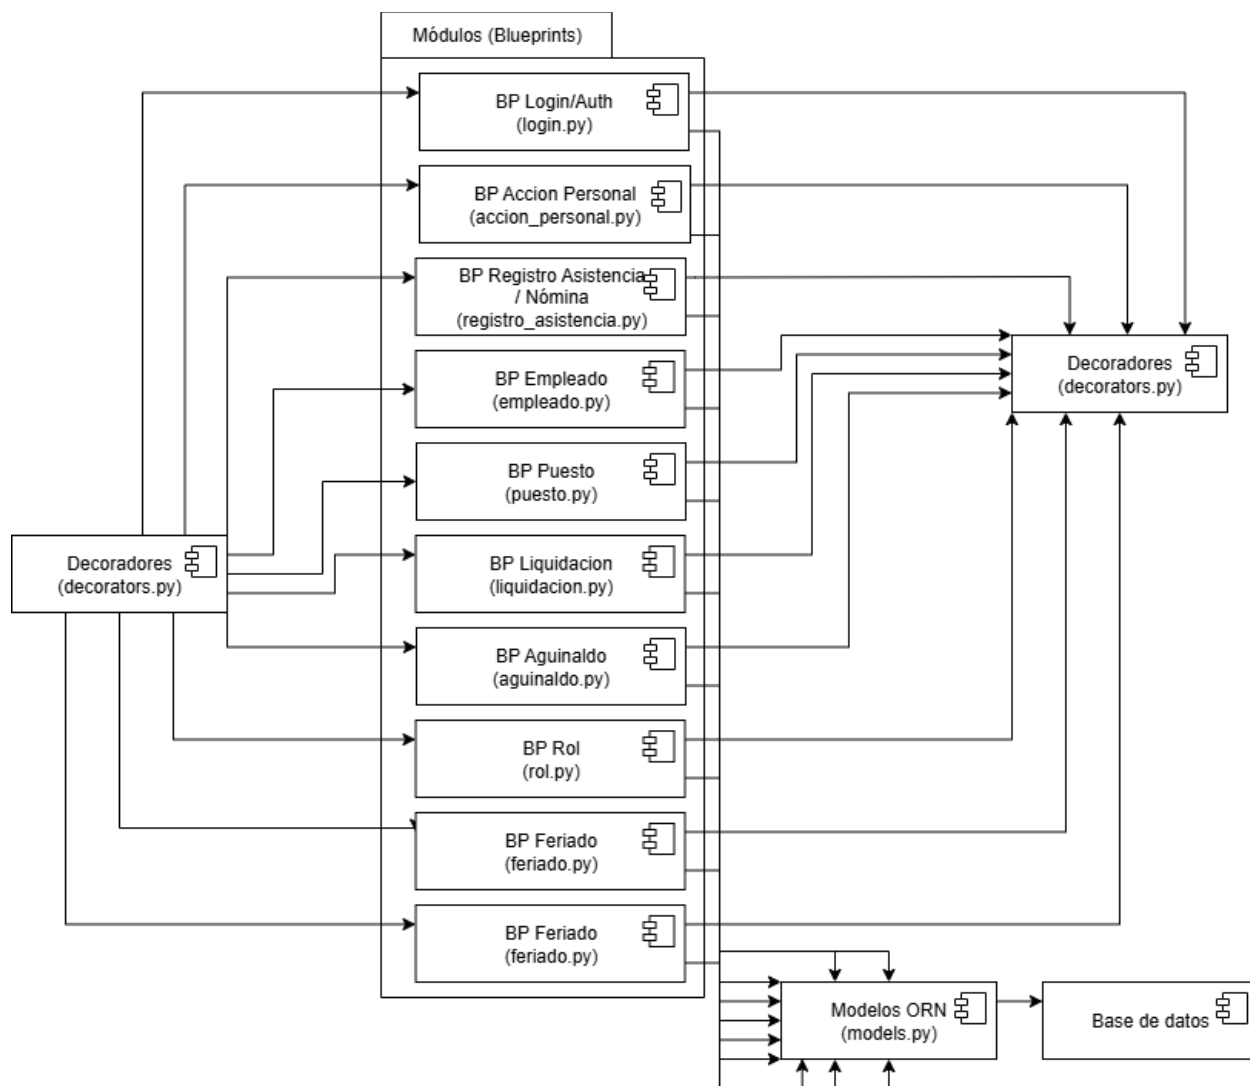 Módulos (Blueprints)
BP Login/Auth
(login.py)
BP Accion Personal
(accion_personal.py)
BP Registro Asistencia
/ Nómina
(registro_asistencia.py)
BP Empleado
(empleado.py)
Decoradores
(decorators.py)
BP Puesto
(puesto.py)
Decoradores
(decorators.py)
BP Liquidacion
(liquidacion.py)
BP Aguinaldo
(aguinaldo.py)
BP Rol
(rol.py)
BP Feriado
(feriado.py)
BP Feriado
(feriado.py)
Modelos ORN
(models.py)
Base de datos